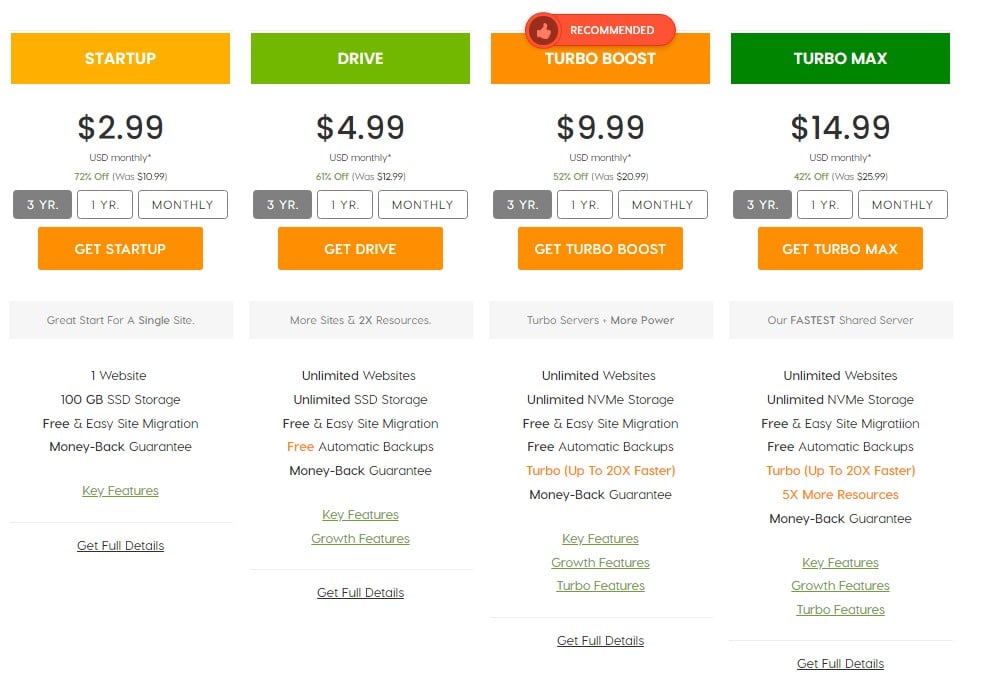 STARTUP
$2.99
USD monthly*
72% Off (Was $10.99)
3 YR. 1 YR. MONTHLY
GET STARTUP
Great Start For A Single Site.
1 Website
100 GB SSD Storage
Free & Easy Site Migration
Money-Back Guarantee
Key Features
Get Full Details
DRIVE
$4.99
USD monthly*
61% Off (Was $12.99)
3 YR. 1 YR. MONTHLY
GET DRIVE
More Sites & 2X Resources.
Unlimited Websites
Unlimited SSD Storage
Free & Easy Site Migration
Free Automatic Backups
Money-Back Guarantee
Key Features
Growth Features
Get Full Details
RECOMMENDED
TURBO BOOST
$9.99
USD monthly*
52% Off (Was $20.99)
3 YR. 1 YR. MONTHLY
GET TURBO BOOST
Turbo Servers + More Power
Unlimited Websites
Unlimited NVMe Storage
Free & Easy Site Migration
Free Automatic Backups
Turbo (Up To 20X Faster)
Money-Back Guarantee
Key Features
Growth Features
Turbo Features
Get Full Details
TURBO MAX
$14.99
USD monthly*
42% Off (Was $25.99)
3 YR. 1 YR. MONTHLY
GET TURBO MAX
Our FASTEST Shared Server
Unlimited Websites
Unlimited NVMe Storage
Free & Easy Site Migratiion
Free Automatic Backups
Turbo (Up To 20X Faster)
5X More Resources
Money-Back Guarantee
Key Features
Growth Features
Turbo Features
Get Full Details